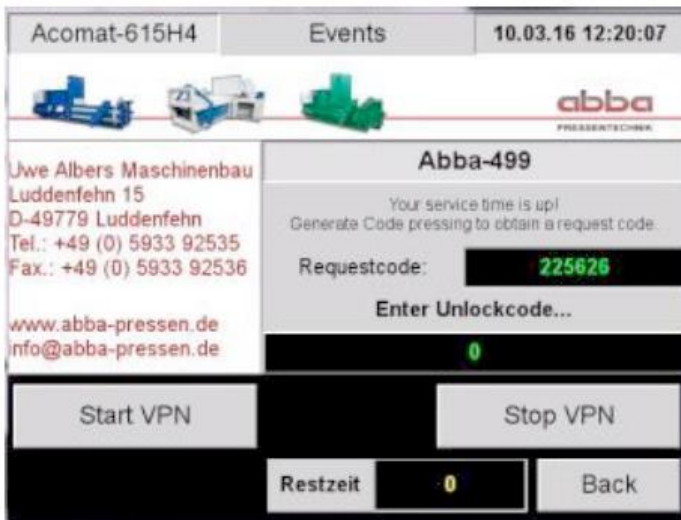 Acomat-615H4
Events
10.03.16 12:20:07
abba
PRESSENTECHNIK
Uwe Albers Maschinenbau
Luddenfehn 15
D-49779 Luddenfehn
Tel.: +49 (0) 5933 92535
Fax.: +49 (0) 5933 92536
www.abba-pressen.de
info@abba-pressen.de
Abba-499
Your service time is up!
Generate Code pressing to obtain a request code.
Requestcode:
225626
Enter Unlockcode...
0
Start VPN
Stop VPN
Restzeit
0
Back